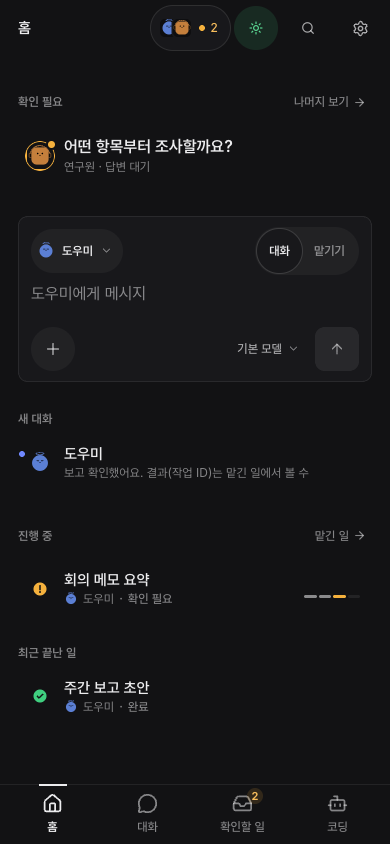 홈
2
확인 필요
나머지 보기 →
어떤 항목부터 조사할까요?
연구원 · 답변 대기
도우미
대화
맡기기
도우미에게 메시지
기본 모델
새 대화
도우미
보고 확인했어요. 결과(작업 ID)는 맡긴 일에서 볼 수
진행 중
맡긴 일 →
회의 메모 요약
도우미 · 확인 필요
최근 끝난 일
주간 보고 초안
도우미 · 완료
2
홈
대화
확인할 일
코딩